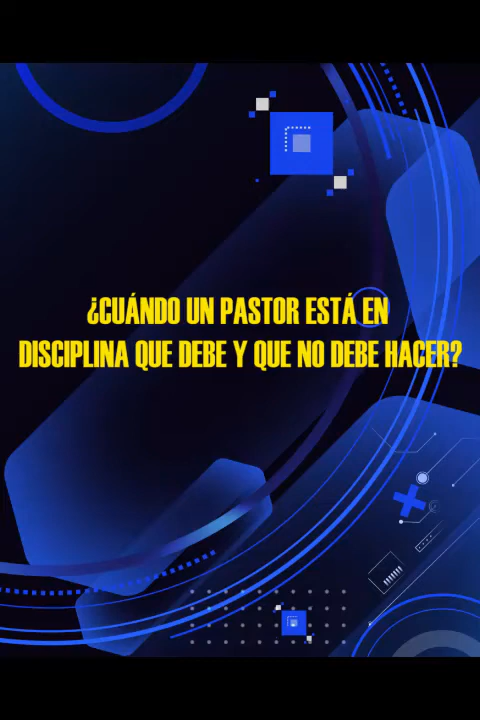 ¿CUÁNDO UN PASTOR ESTÁ EN
DISCIPLINA QUE DEBE Y QUE NO DEBE HACER?